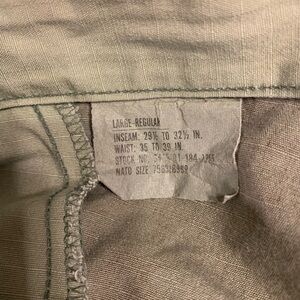 LARGE-REGULAR
INSEAM: 29½ TO 32½ IN.
WAIST: 35 TO 39 IN.
STOCK NO.
NATO SIZE